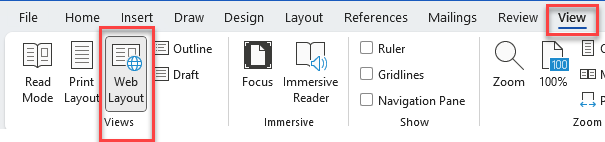 File Home Insert Draw Design Layout References Mailings Review View
Read Mode
Print Layout
Web Layout
Outline
Draft
Views
Focus
Immersive Reader
Immersive
Ruler
Gridlines
Navigation Pane
Show
Zoom
100
100%
Zoom